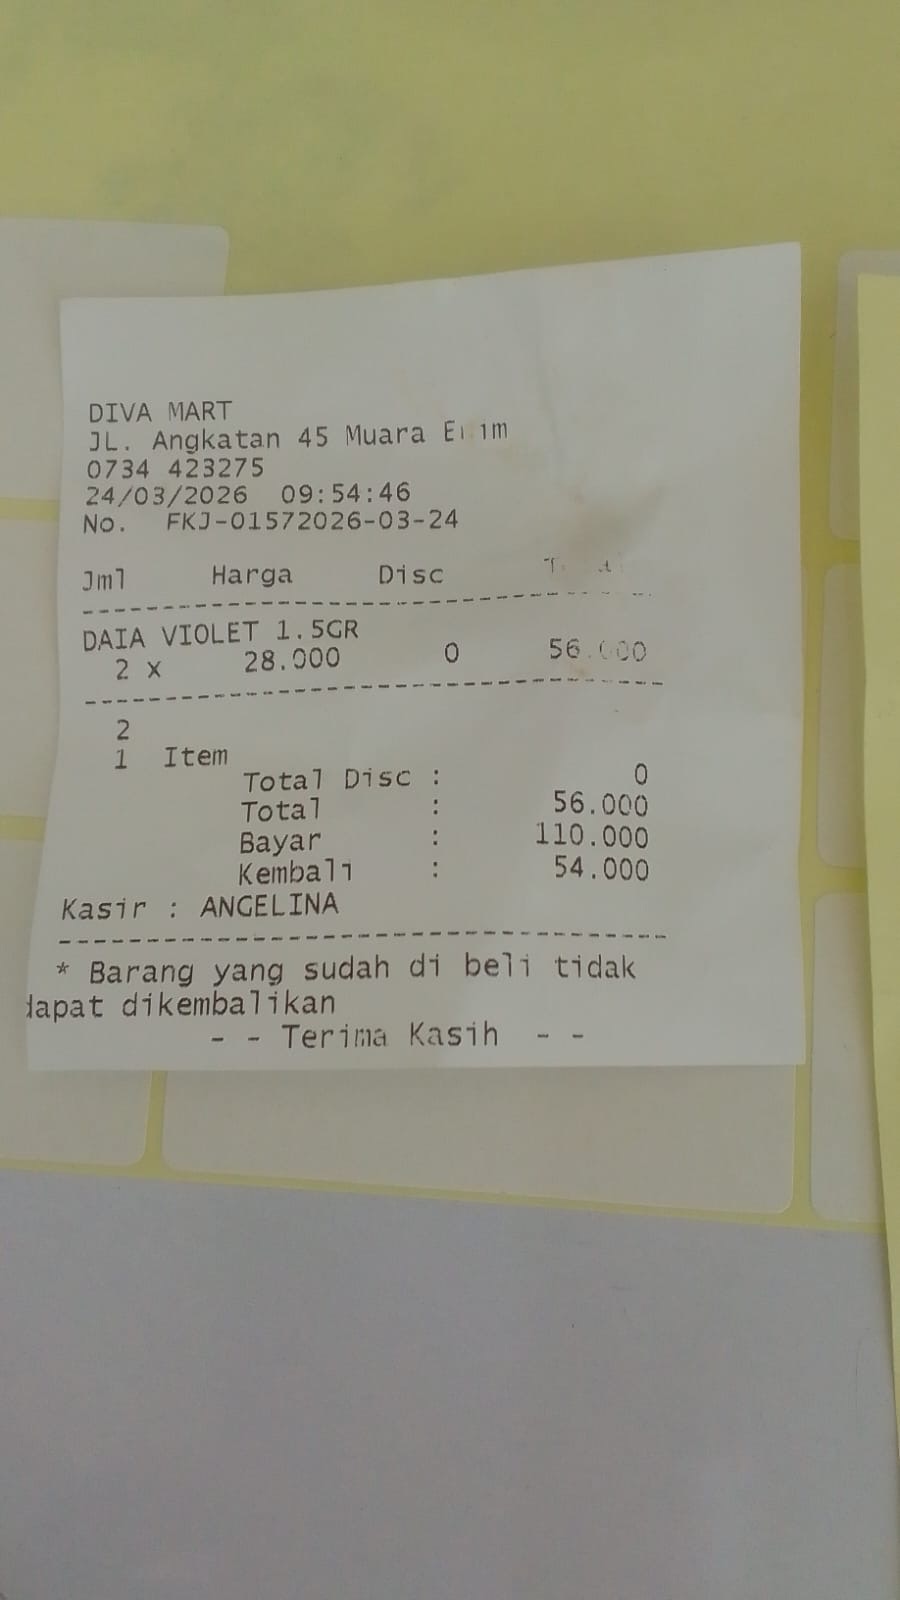 DIVA MART
JL. Angkatan 45 Muara
0734 423275
24/03/2026 09:54:46
No. FKJ-01572026-03-24
Jml Harga Disc
DAIA VIOLET 1.5GR
2 x 28.000 0 56.000
2
1 Item
Total Disc : 0
Total : 56.000
Bayar : 110.000
Kembali : 54.000
Kasir : ANGELINA
* Barang yang sudah di beli tidak
dapat dikembalikan
- - Terima Kasih - -